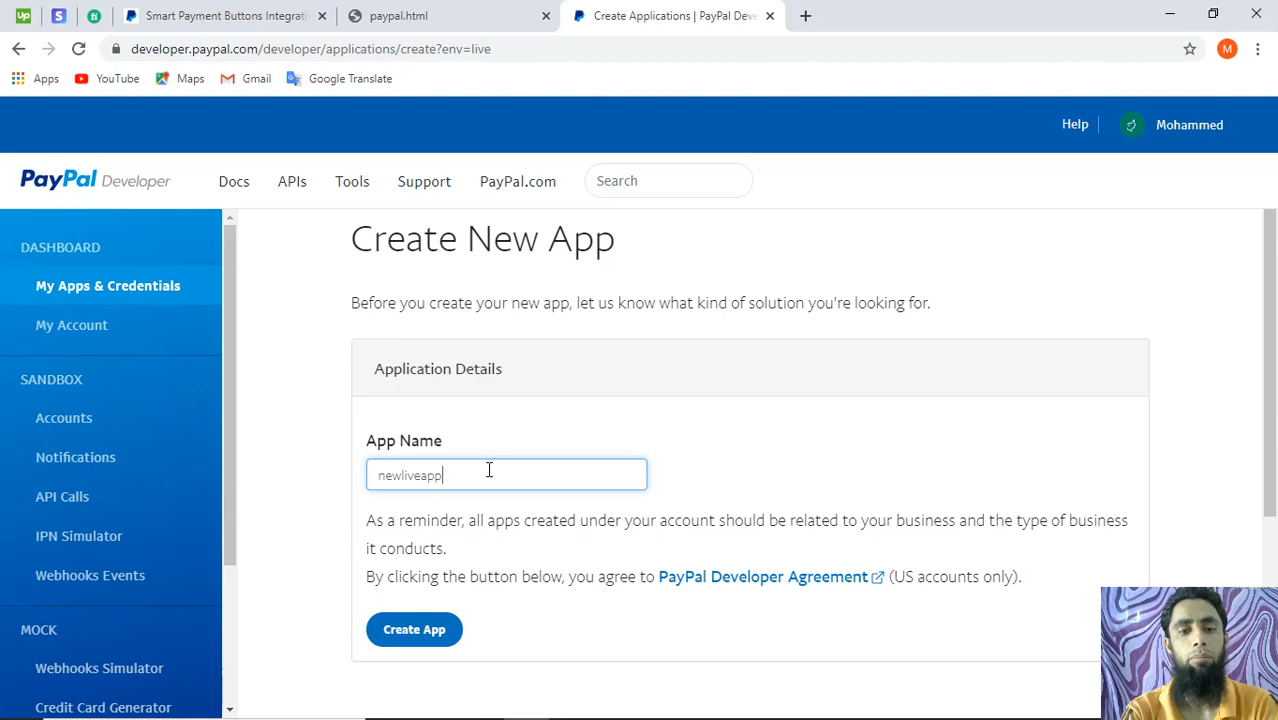 Up
S
fi
Smart Payment Buttons Integrati
paypal.html
Create Applications | PayPal Deve
developer.paypal.com/developer/applications/create?env=live
M
Apps
YouTube
Maps
Gmail
Google Translate
Help
Mohammed
PayPal Developer
Docs
APIs
Tools
Support
PayPal.com
Search
DASHBOARD
My Apps & Credentials
My Account
SANDBOX
Accounts
Notifications
API Calls
IPN Simulator
Webhooks Events
MOCK
Webhooks Simulator
Credit Card Generator
Create New App
Before you create your new app, let us know what kind of solution you're looking for.
Application Details
App Name
newliveapp
As a reminder, all apps created under your account should be related to your business and the type of business
it conducts.
By clicking the button below, you agree to PayPal Developer Agreement (US accounts only).
Create App